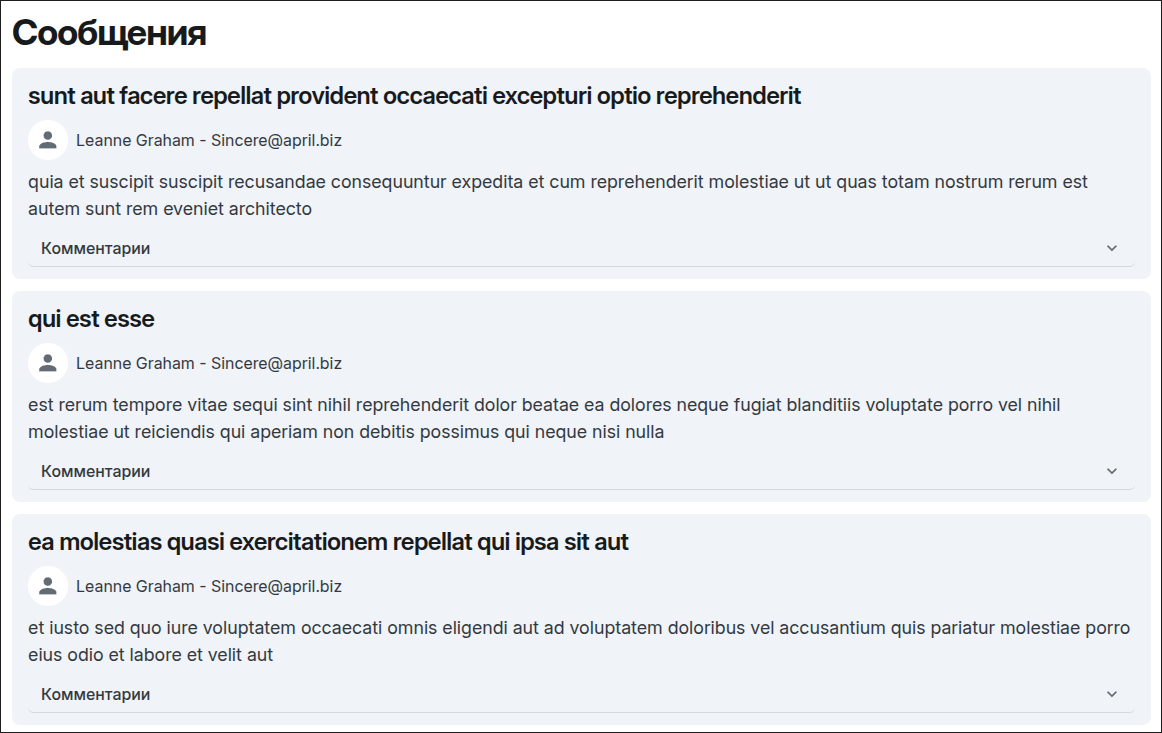 Сообщения
sunt aut facere repellat provident occaecati excepturi optio reprehenderit
Leanne Graham - Sincere@april.biz
quia et suscipit suscipit recusandae consequuntur expedita et cum reprehenderit molestiae ut ut quas totam nostrum rerum est
autem sunt rem eveniet architecto
Комментарии
qui est esse
Leanne Graham - Sincere@april.biz
est rerum tempore vitae sequi sint nihil reprehenderit dolor beatae ea dolores neque fugiat blanditiis voluptate porro vel nihil
molestiae ut reiciendis qui aperiam non debitis possimus qui neque nisi nulla
Комментарии
ea molestias quasi exercitationem repellat qui ipsa sit aut
Leanne Graham - Sincere@april.biz
et iusto sed quo iure voluptatem occaecati omnis eligendi aut ad voluptatem doloribus vel accusantium quis pariatur molestiae porro
eius odio et labore et velit aut
Комментарии